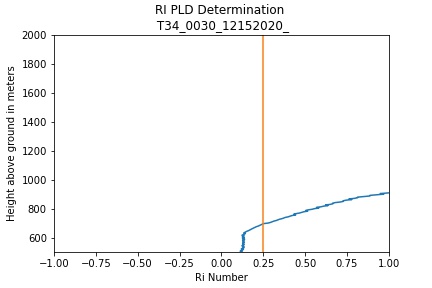 RI PLD Determination
T34_0030_12152020_
2000
1800
1600
1400
1200
1000
800
600
Height above ground in meters
−1.00 −0.75 −0.50 −0.25 0.00 0.25 0.50 0.75 1.00
Ri Number